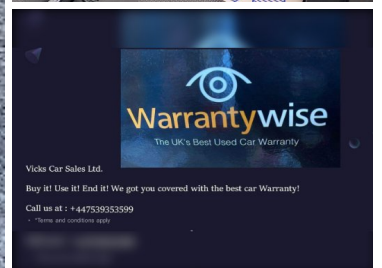 Warrantywise
The UK's Best Used Car Warranty
Vicks Car Sales Ltd.
Buy it! Use it! End it! We got you covered with the best car Warranty!
Call us at : +447539353599
• *Terms and conditions apply